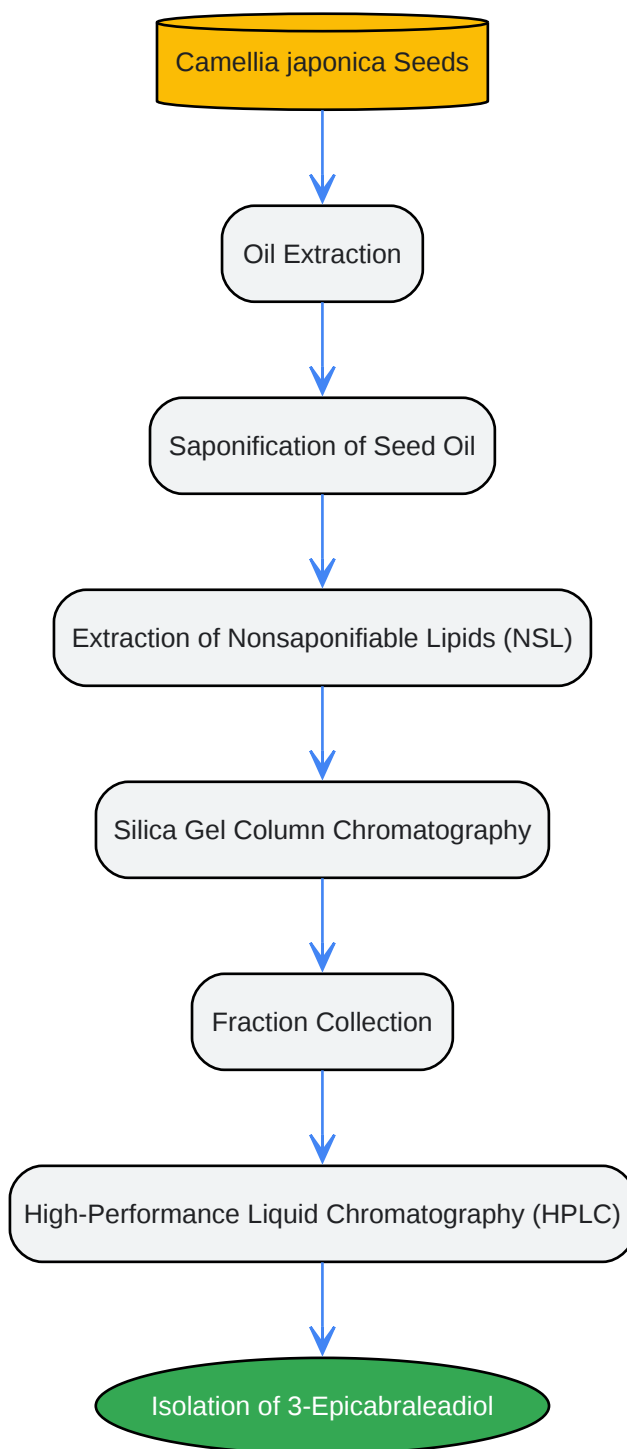 Camellia japonica Seeds
Oil Extraction
Saponification of Seed Oil
Extraction of Nonsaponifiable Lipids (NSL)
Silica Gel Column Chromatography
Fraction Collection
High-Performance Liquid Chromatography (HPLC)
Isolation of 3-Epicabraleadiol